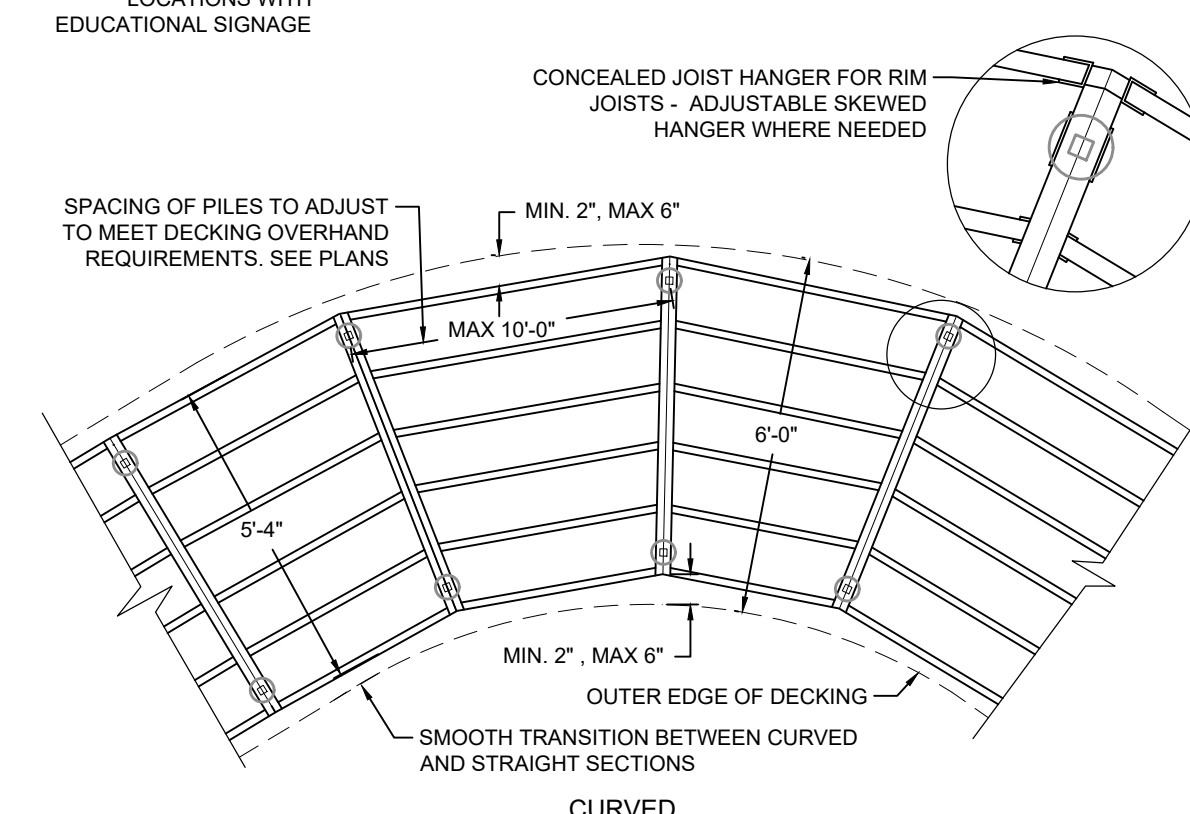 LOCATIONS WITH
EDUCATIONAL SIGNAGE
CONCEALED JOIST HANGER FOR RIM
JOISTS - ADJUSTABLE SKEWED
HANGER WHERE NEEDED
SPACING OF PILES TO ADJUST
TO MEET DECKING OVERHAND
REQUIREMENTS. SEE PLANS
MIN. 2", MAX 6"
MAX 10'-0"
6'-0"
5'-4"
MIN. 2" , MAX 6"
OUTER EDGE OF DECKING
SMOOTH TRANSITION BETWEEN CURVED
AND STRAIGHT SECTIONS
CURVED